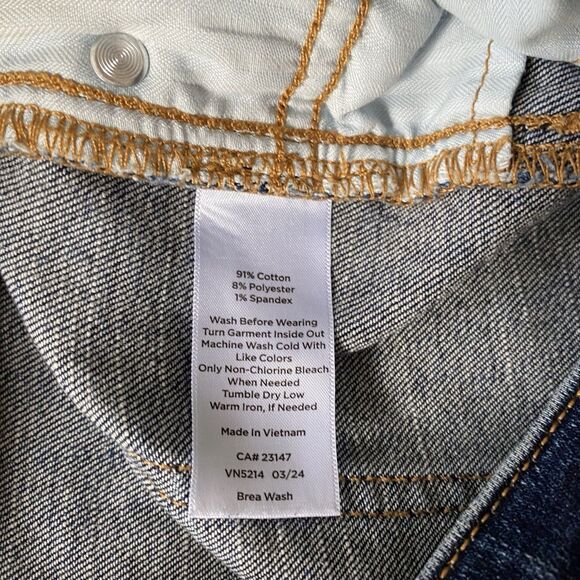 91% Cotton
8% Polyester
1% Spandex
Wash Before Wearing
Turn Garment Inside Out
Machine Wash Cold With
Like Colors
Only Non-Chlorine Bleach
When Needed
Tumble Dry Low
Warm Iron, If Needed
Made In Vietnam
CA# 23147
VN5214 03/24
Brea Wash